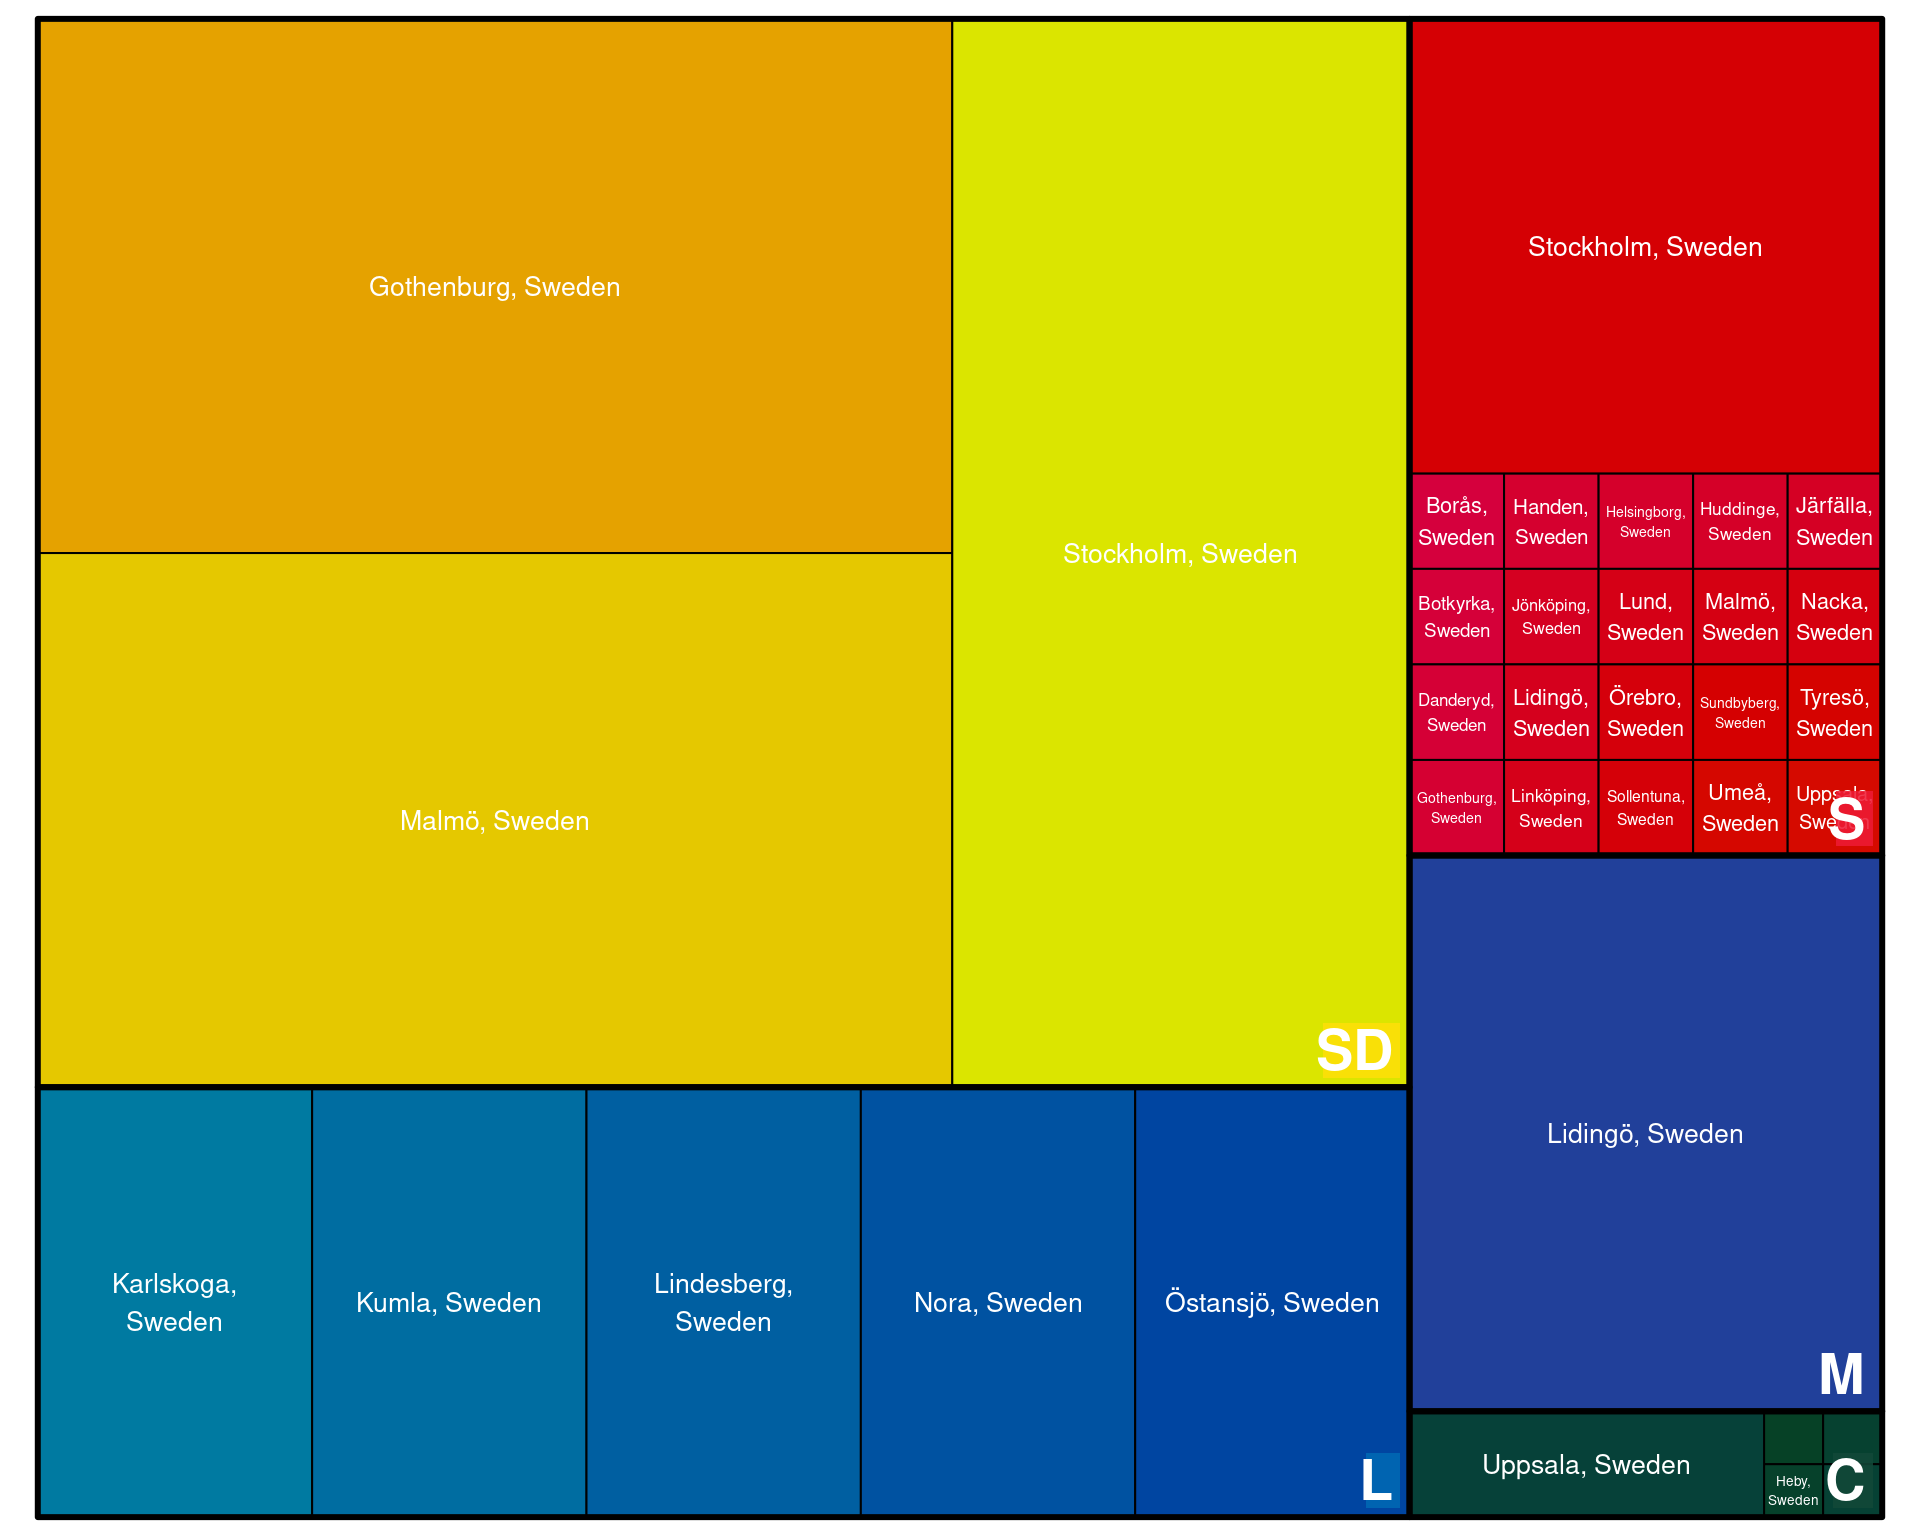 Gothenburg, Sweden
Malmö, Sweden
Stockholm, Sweden
SD
Karlskoga,
Sweden
Kumla, Sweden
Lindesberg,
Sweden
Nora, Sweden
Östansjö, Sweden
L
Stockholm, Sweden
Borås,
Sweden
Handen,
Sweden
Helsingborg,
Sweden
Huddinge,
Sweden
Järfälla,
Sweden
Botkyrka,
Sweden
Jönköping,
Sweden
Lund,
Sweden
Malmö,
Sweden
Nacka,
Sweden
Danderyd,
Sweden
Lidingö,
Sweden
Örebro,
Sweden
Sundbyberg,
Sweden
Tyresö,
Sweden
Gothenburg,
Sweden
Linköping,
Sweden
Sollentuna,
Sweden
Umeå,
Sweden
Uppsala,
Sweden
S
Lidingö, Sweden
M
Uppsala, Sweden
Heby,
Sweden
C